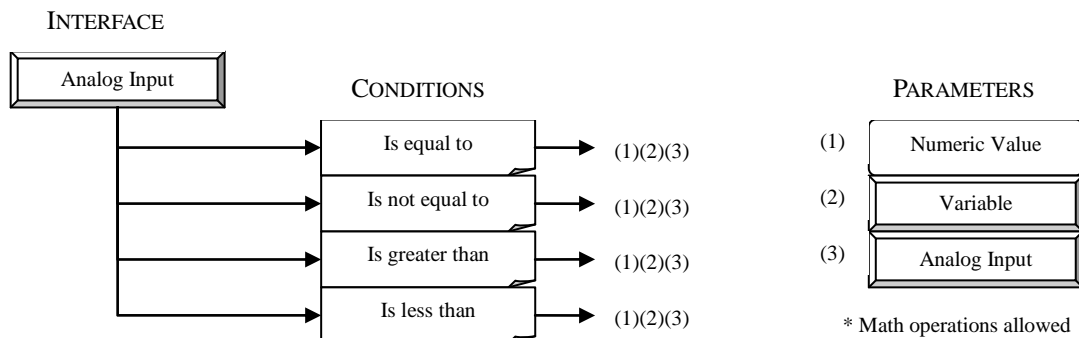 INTERFACE
Analog Input
CONDITIONS
PARAMETERS
Is equal to
(1)(2)(3)
(1)
Numeric Value
Is not equal to
(1)(2)(3)
(2)
Variable
Is greater than
(1)(2)(3)
(3)
Analog Input
Is less than
(1)(2)(3)
* Math operations allowed